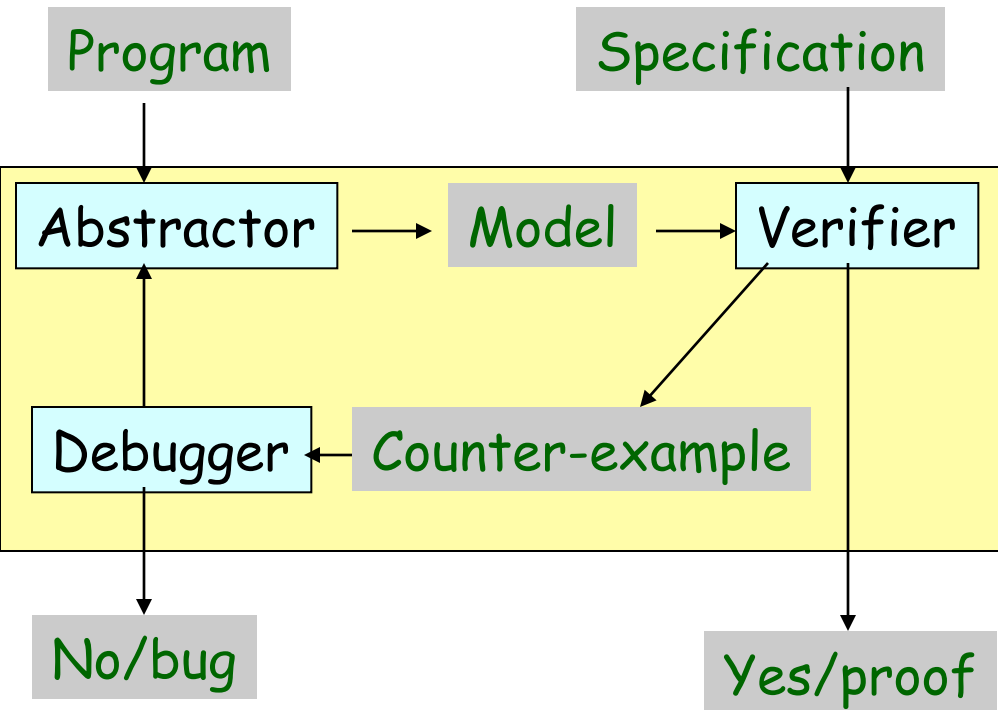 Program
Specification
Abstractor
Model
Verifier
Debugger
Counter-example
No/bug
Yes/proof